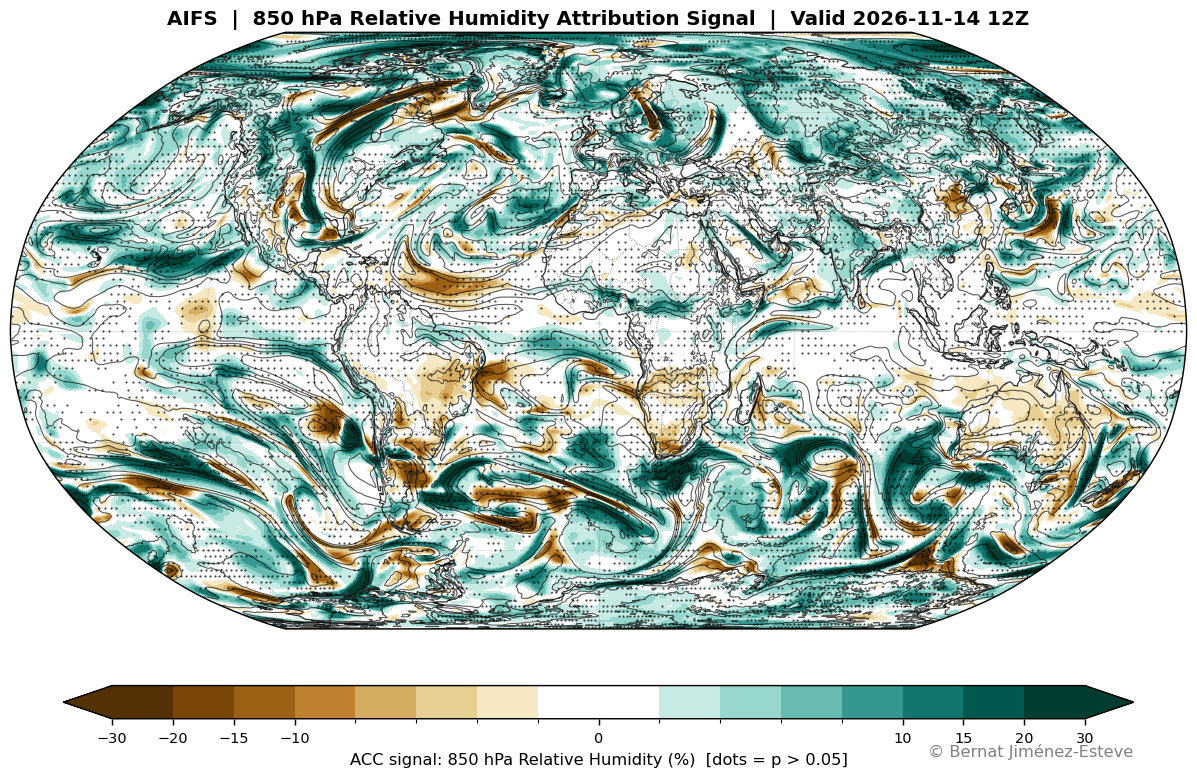 AIFS | 850 hPa Relative Humidity Attribution Signal | Valid 2026-11-14 12Z
−30 −20 −15 −10 0 10 15 20 30
ACC signal: 850 hPa Relative Humidity (%) [dots = p > 0.05]
© Bernat Jiménez-Esteve